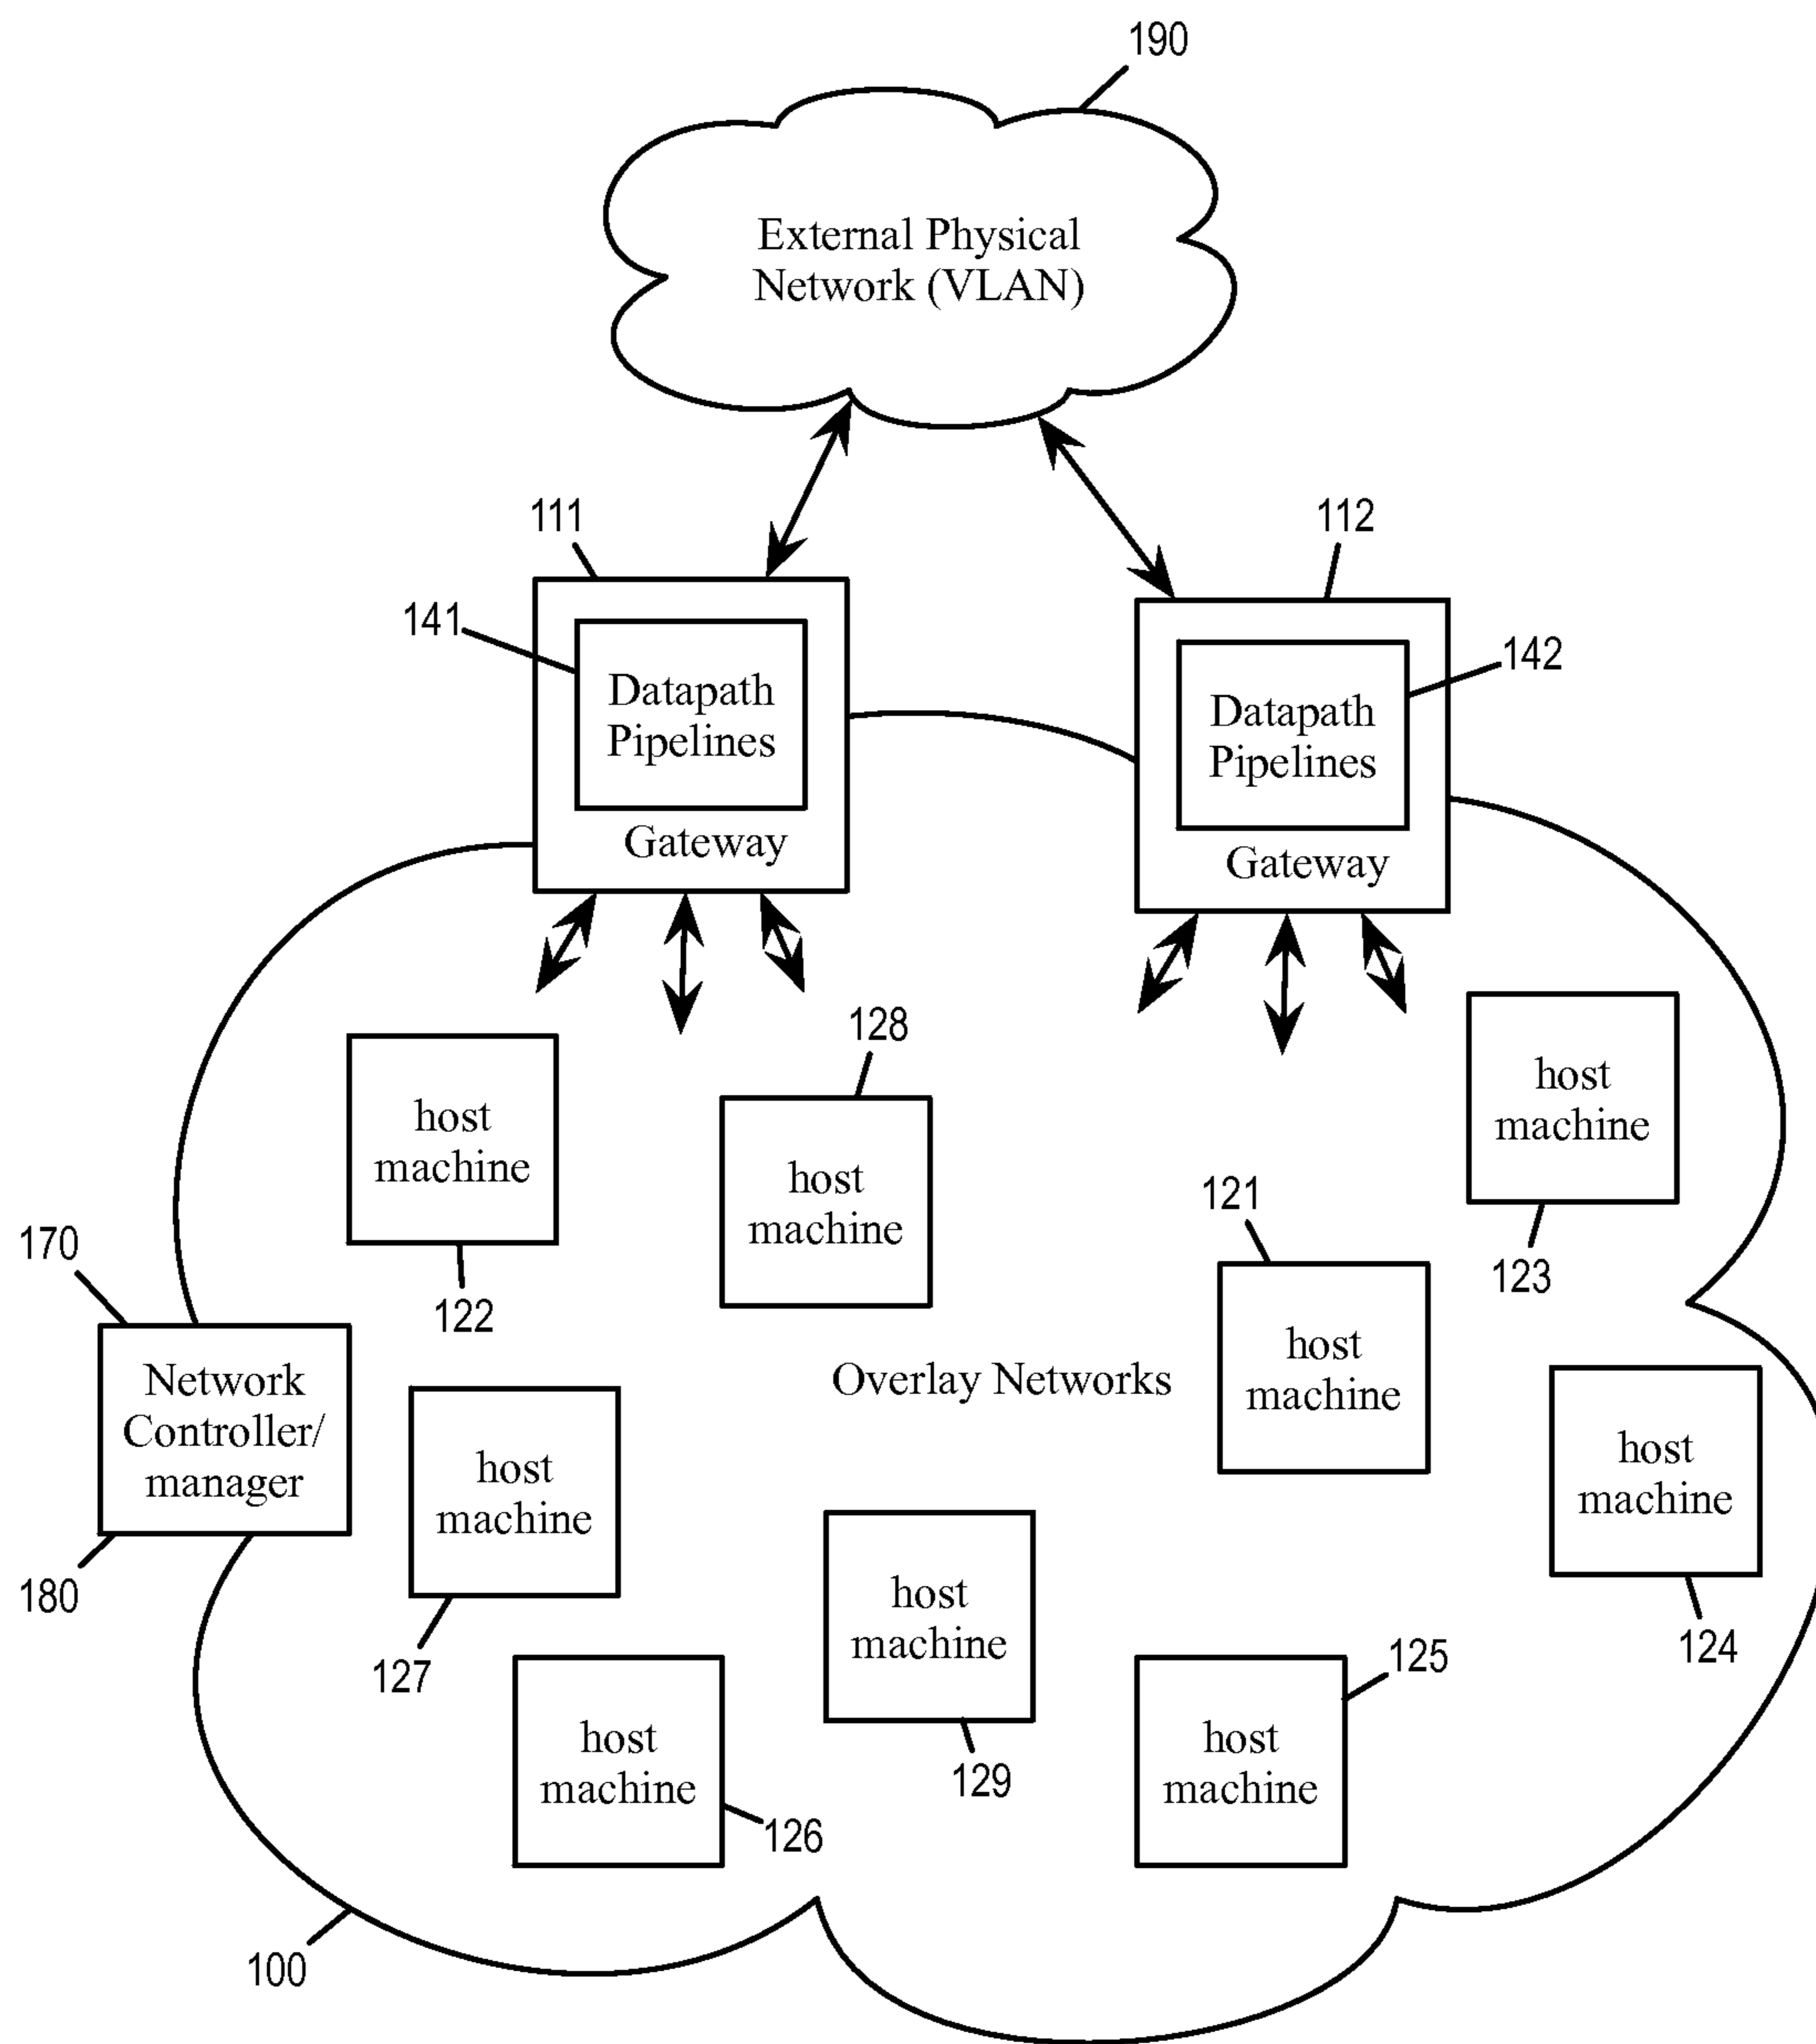 190
External Physical
Network (VLAN)
111
112
141
142
Datapath
Pipelines
Gateway
Datapath
Pipelines
Gateway
128
host
machine
122
host
machine
host
machine
123
121
host
machine
170
Network
Controller/
manager
180
Overlay Networks
host
machine
127
host
machine
124
host
machine
129
host
machine
126
125
host
machine
100